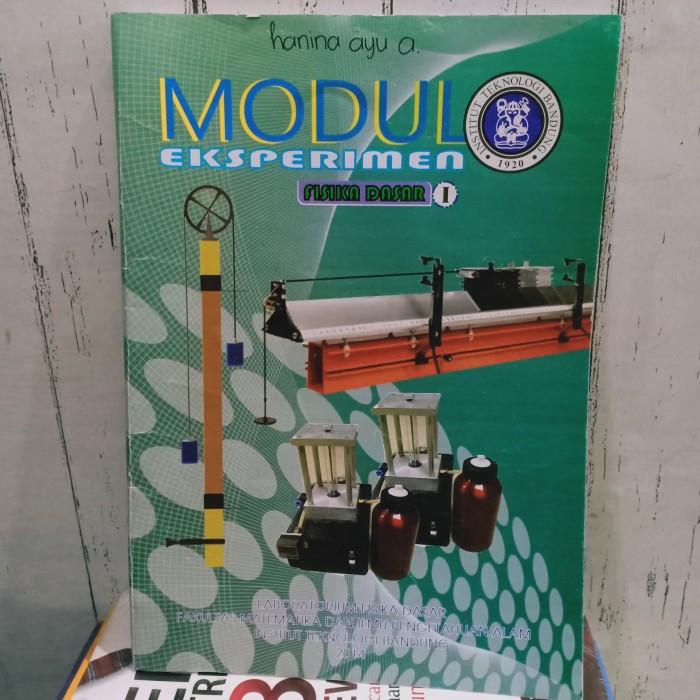 hanina ayu a.
MODUL
EKSPERIMEN
FISIKA DASAR I
INSTITUT TEKNOLOGI BANDUNG
1920
LABORATORIUM FISIKA DASAR
FAKULTAS MATEMATIKA DAN ILMU PENGETAHUAN ALAM
INSTITUT TEKNOLOGI BANDUNG
2014